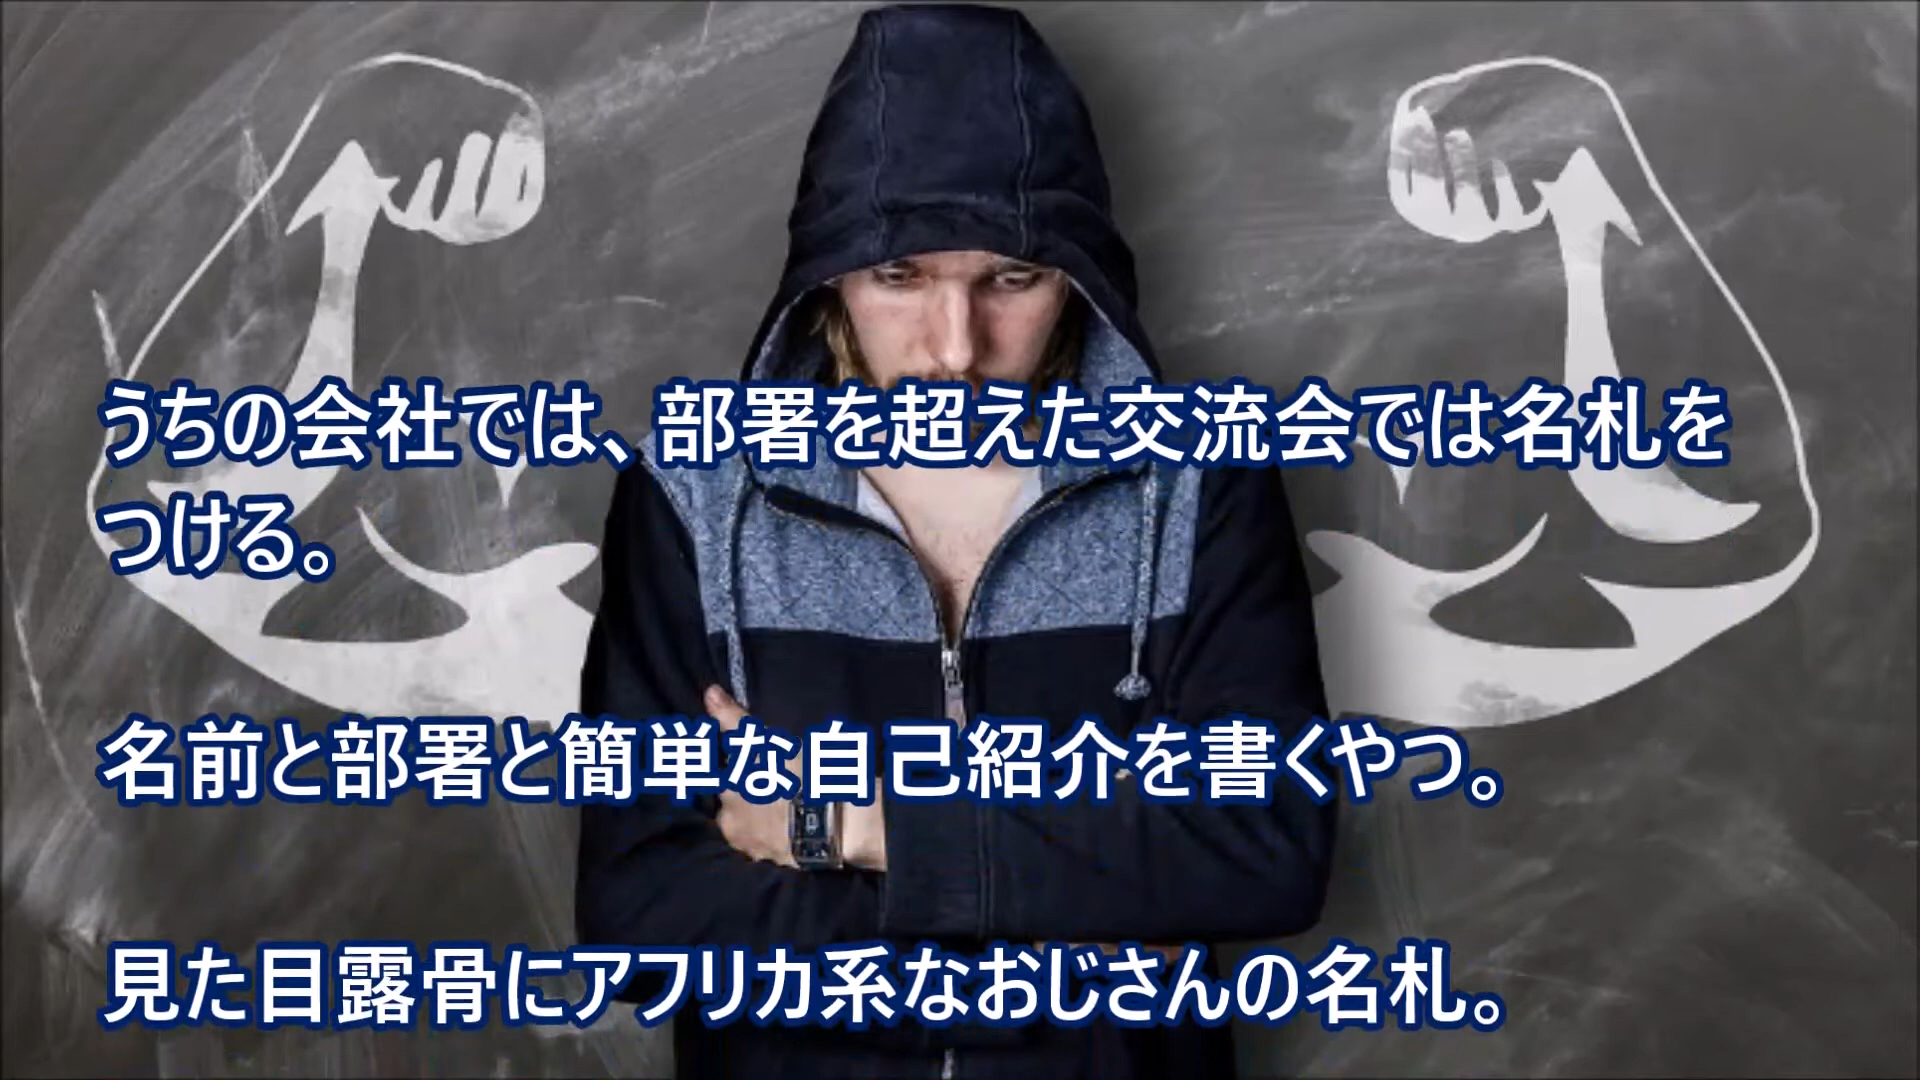 うちの会社では、部署を超えた交流会では名札を
つける。
名前と部署と簡単な自己紹介を書くやつ。
見た目露骨にアフリカ系なおじさんの名札。